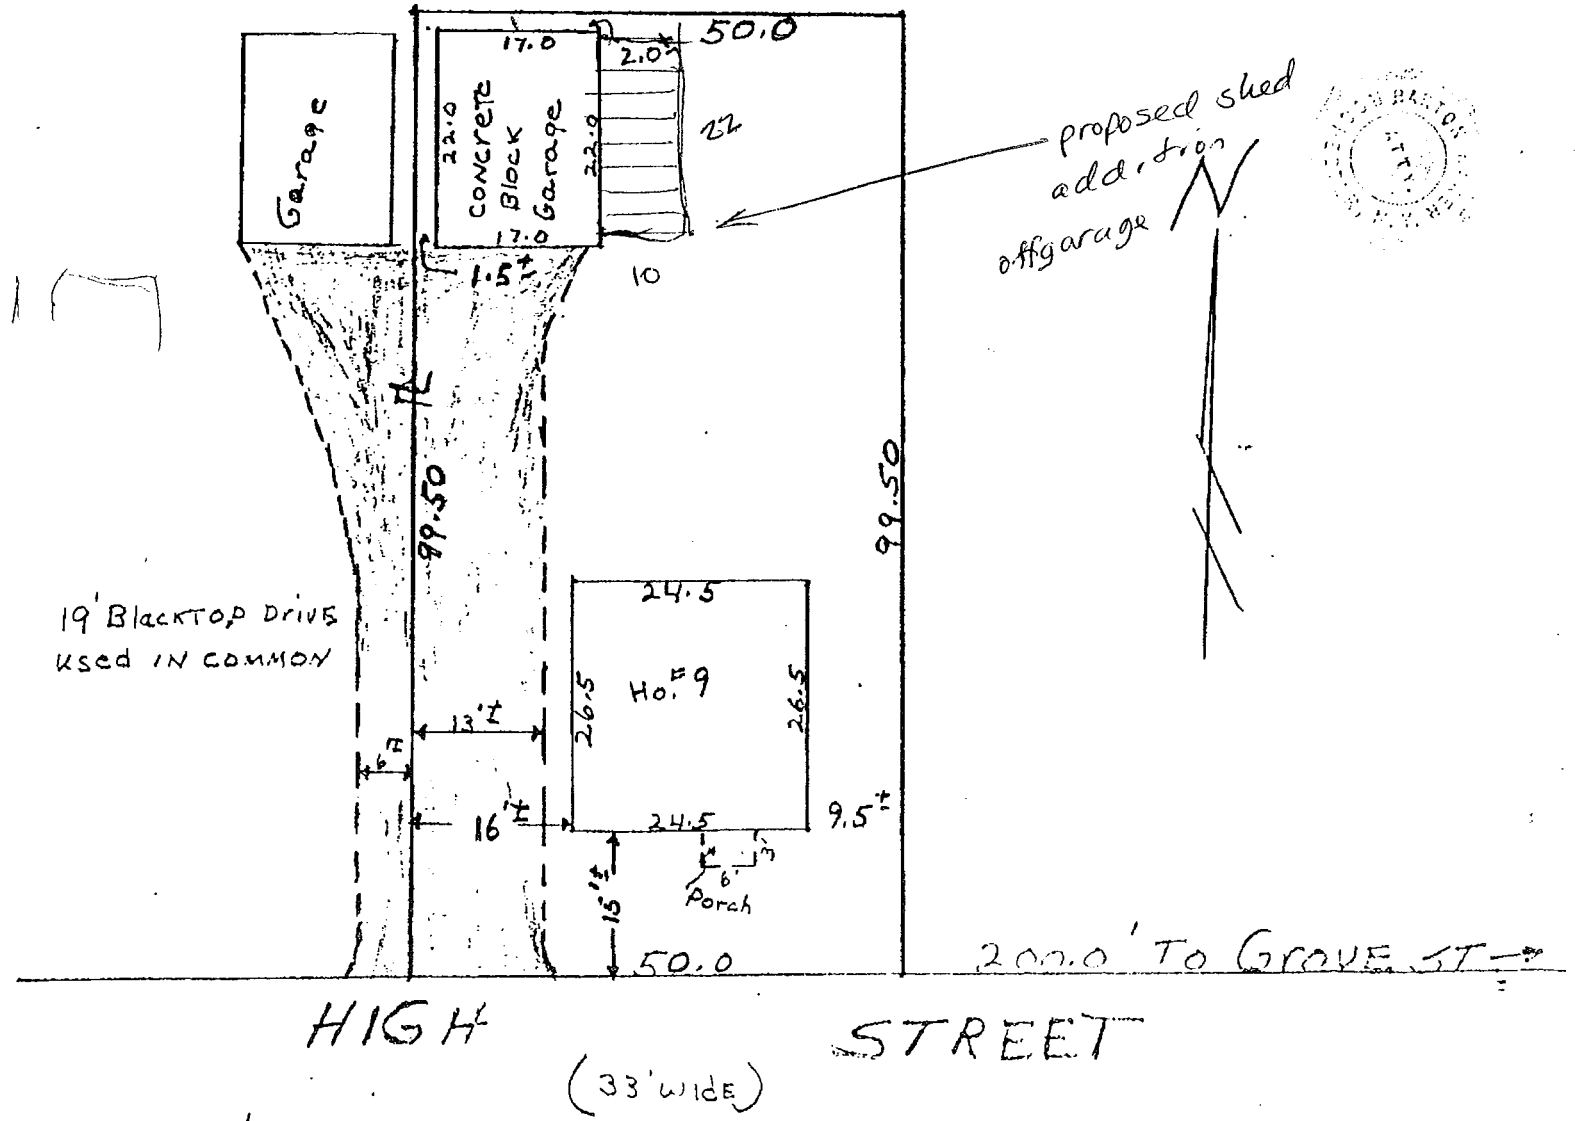 50.0
17.0
2.0±
Garage
22.0
CONCRETE
BLOCK
Garage
22.0
22
17.0
1.5±
10
proposed shed
addition
off garage
N
PL
99.50
99.50
19' BlackTop Drive
Used IN COMMON
24.5
26.5
Ho.#9
26.5
13'±
6'±
16'±
24.5
9.5±
3'
6'
Porch
15'±
50.0
200.0' TO GROVE ST
HIGH STREET
(33' WIDE)